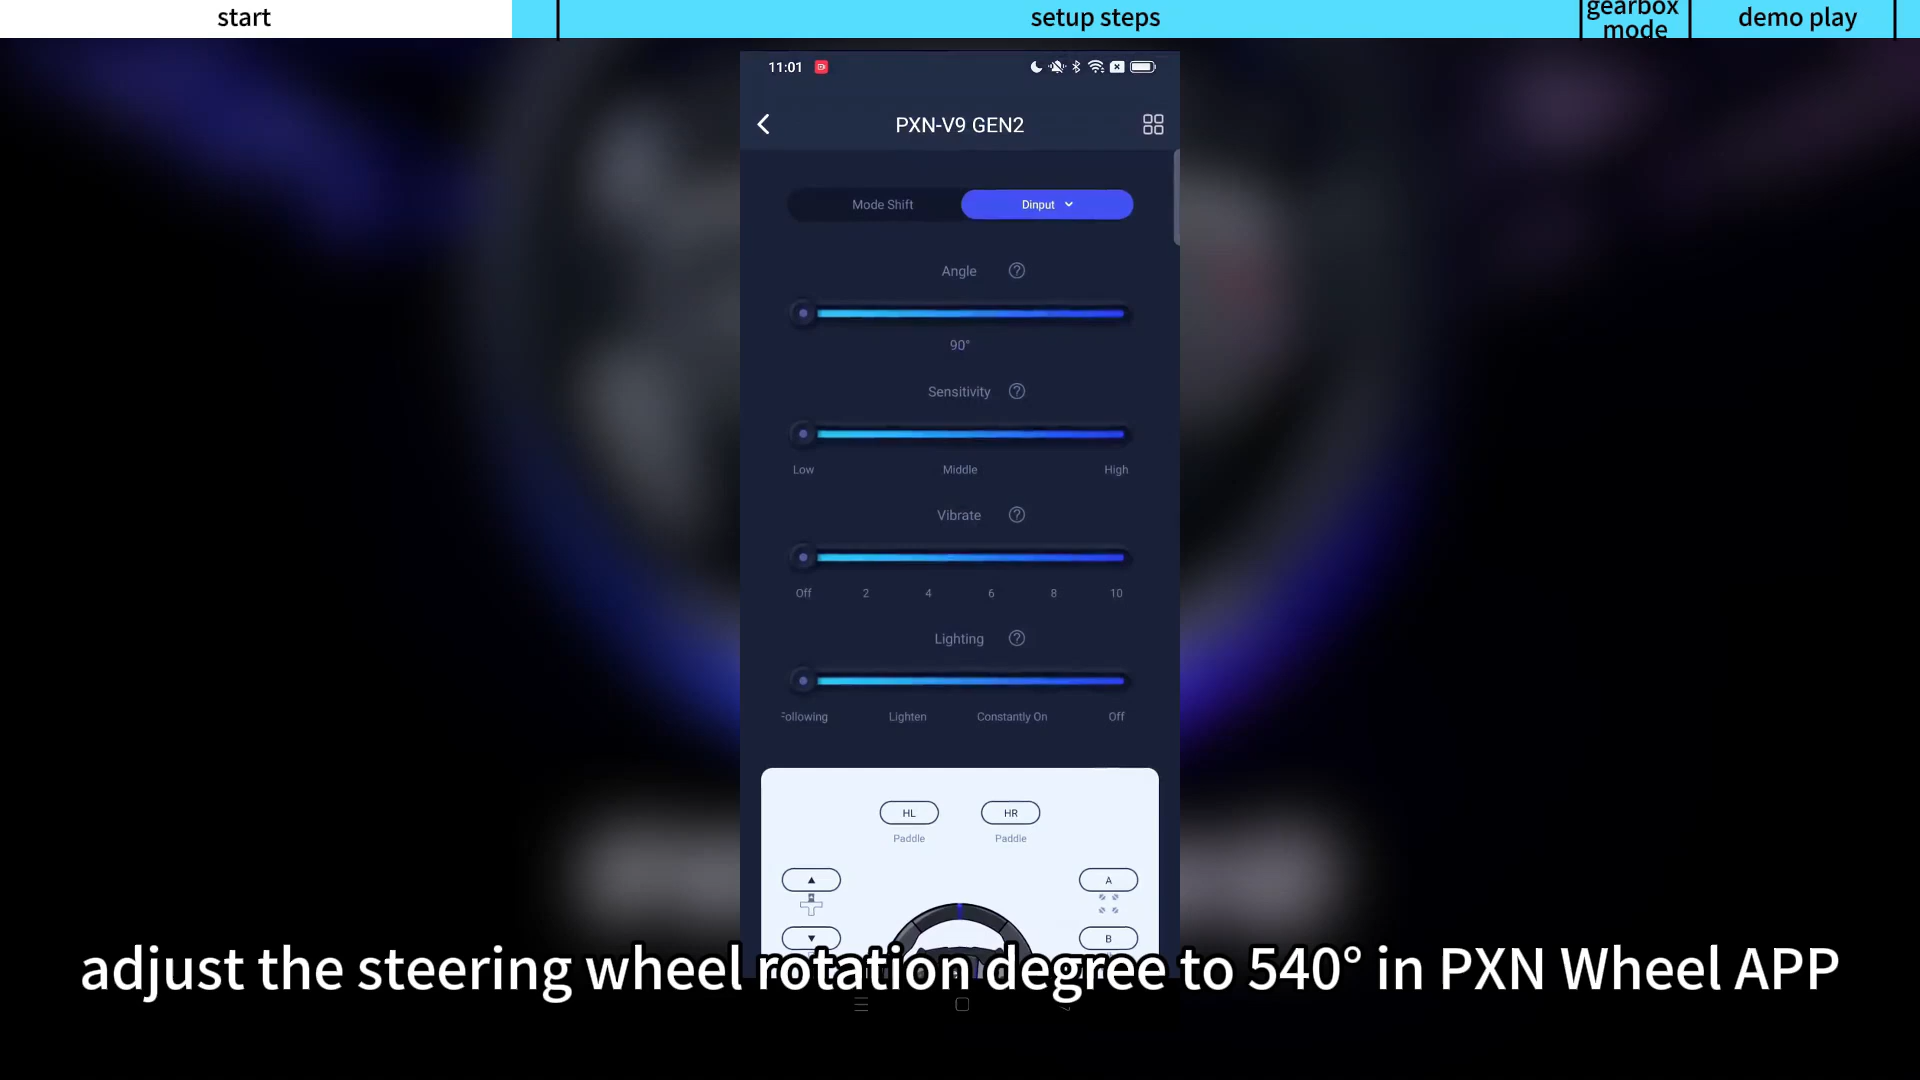 start
setup steps
gearbox
mode
demo play
11:01
PXN-V9 GEN2
Mode Shift
Dinput
Angle ?
90°
Sensitivity ?
Low Middle High
Vibrate ?
Off 2 4 6 8 10
Lighting ?
Following Lighten Constantly On Off
HL HR
Paddle Paddle
A
B
adjust the steering wheel rotation degree to 540° in PXN Wheel APP